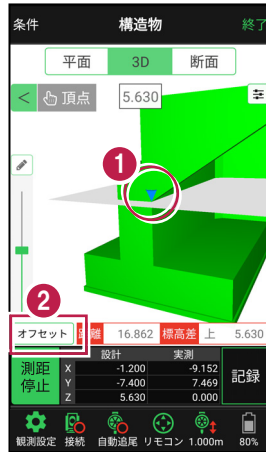 条件 構造物 終了
平面 3D 断面
< 頂点 5.630
1
2
オフセット 距離 16.862 標高差 上 5.630
設計 実測
測距停止 X -1.200 -9.152 記録
Y -7.400 7.469
Z 5.630 0.000
観測設定 接続 自動追尾 リモコン 1.000m 80%